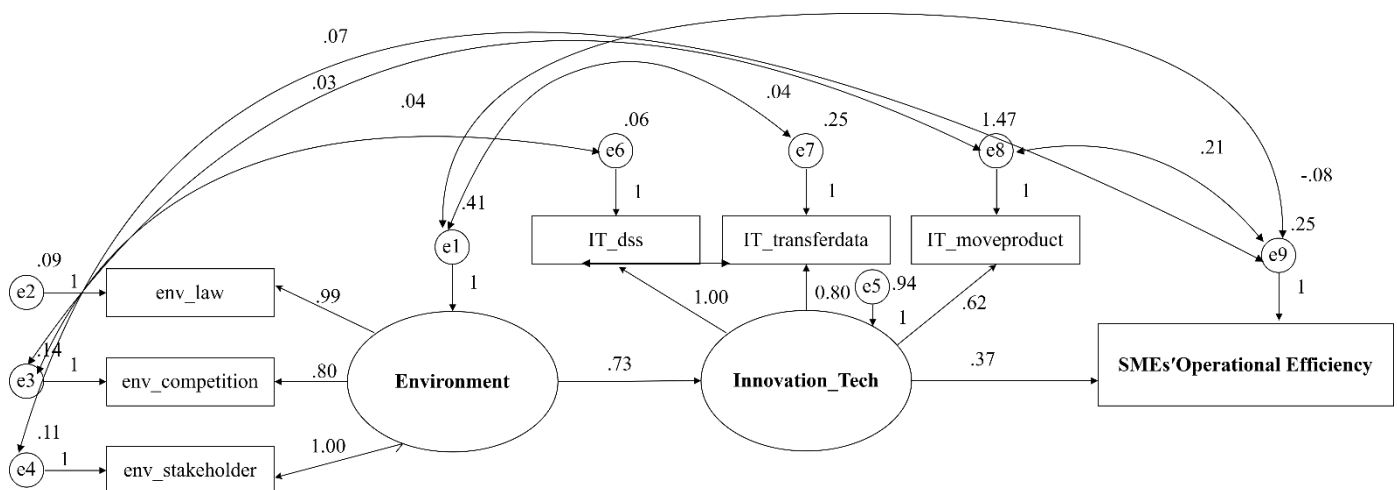 .07
.03
.04
.04
.06
.25
1.47
.21
-.08
.25
e6
e7
e8
e9
1
1
1
1
.41
e1
1
IT_dss
IT_transferdata
IT_moveproduct
.09
e2
1
env_law
.99
1.00
0.80
e5
.94
1
.62
.14
e3
1
env_competition
.80
Environment
.73
Innovation_Tech
.37
SMEs'Operational Efficiency
.11
e4
1
env_stakeholder
1.00